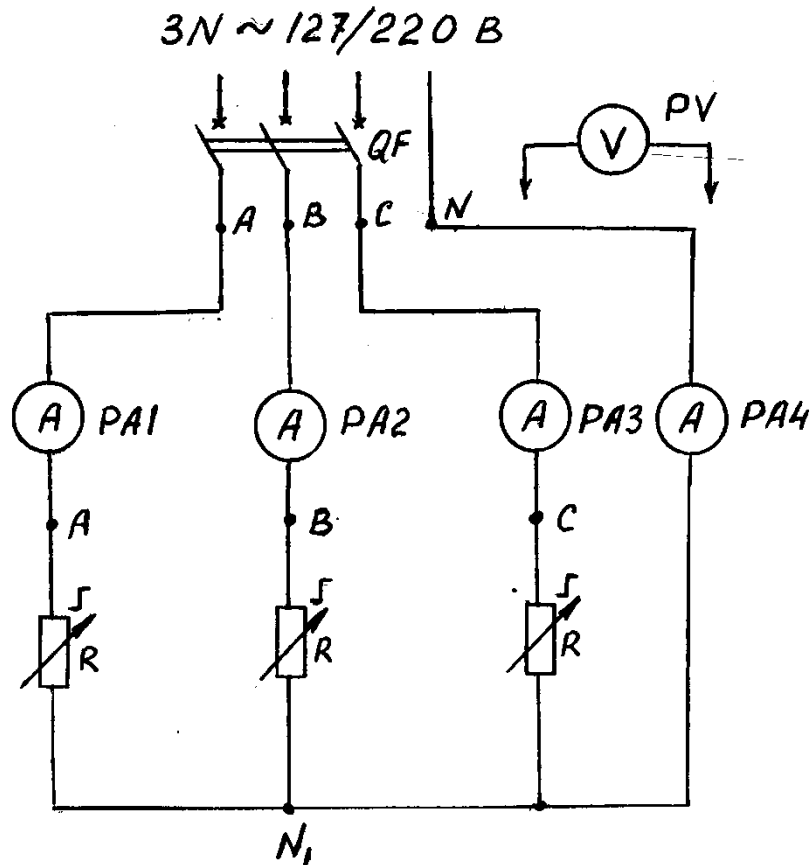 3N ~ 127/220 В
PV
V
QF
A B C N
A PA1
A PA2
A PA3
A PA4
A
B
C
R
R
R
N₁